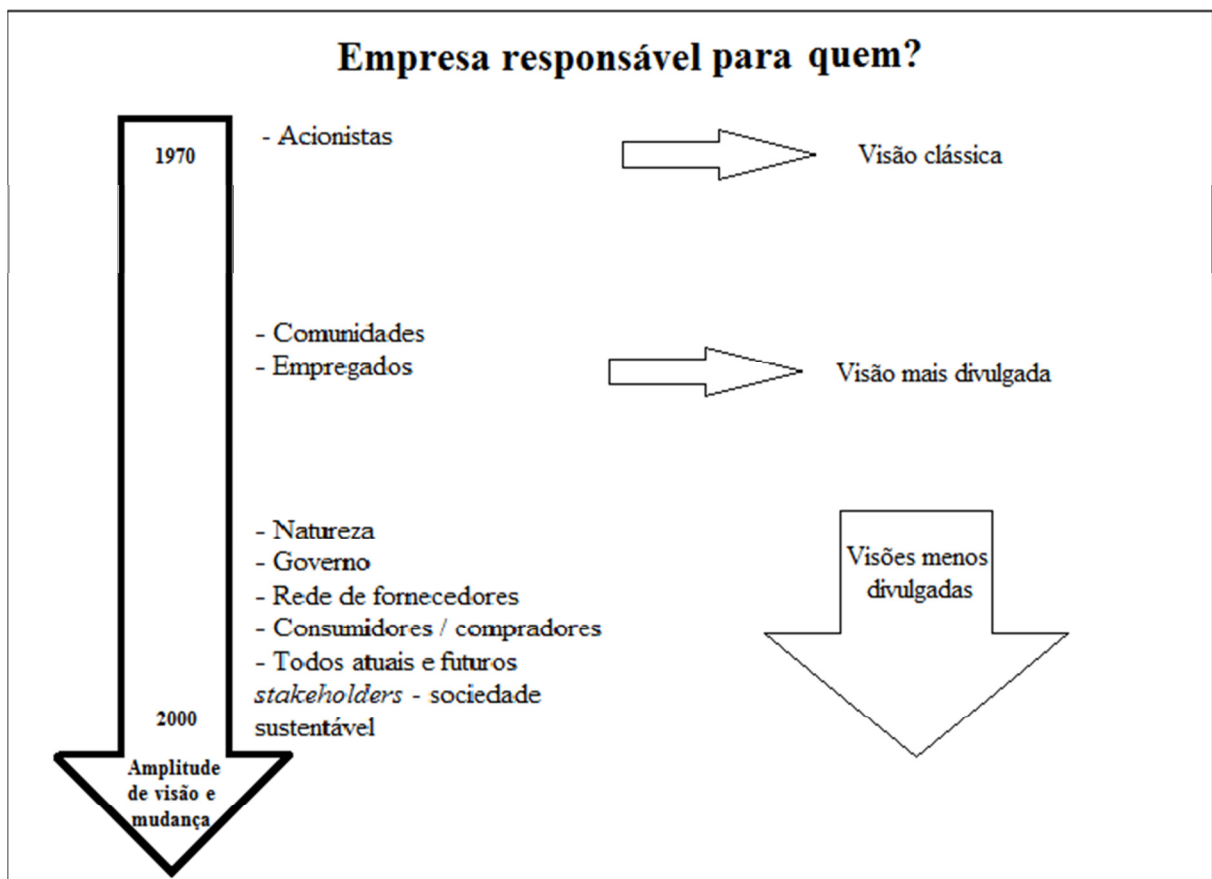 Empresa responsável para quem?
1970
- Acionistas
Visão clássica
- Comunidades
- Empregados
Visão mais divulgada
- Natureza
- Governo
- Rede de fornecedores
- Consumidores / compradores
- Todos atuais e futuros
stakeholders - sociedade
sustentável
Visões menos
divulgadas
2000
Amplitude
de visão e
mudança